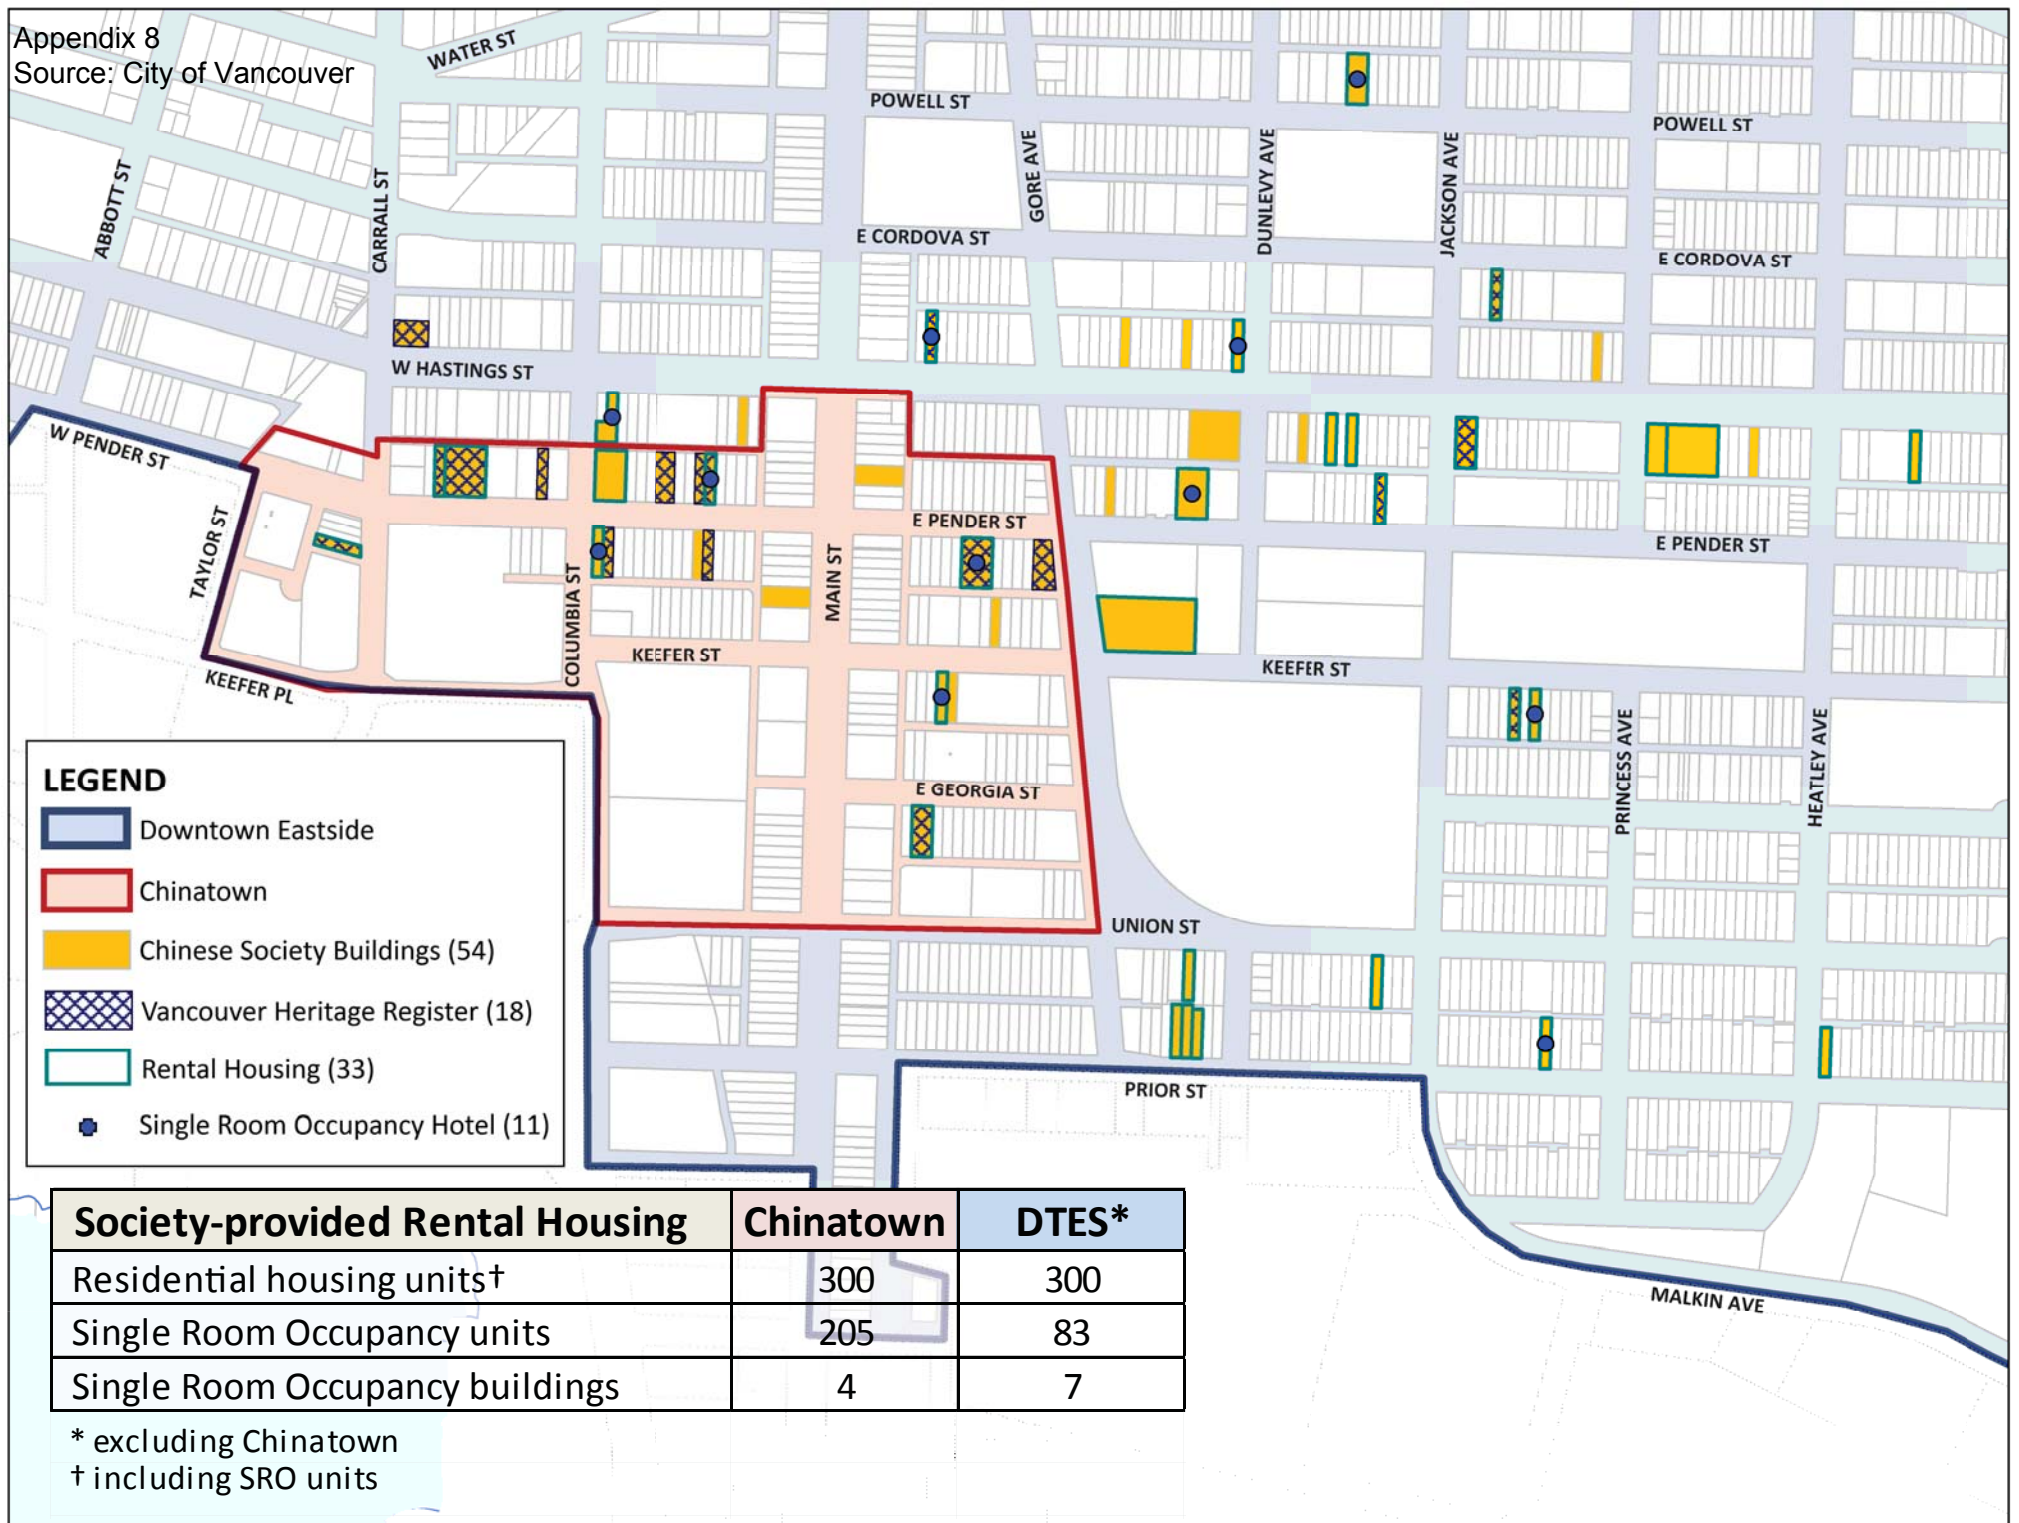 Appendix 8
Source: City of Vancouver
WATER ST
POWELL ST
POWELL ST
ABBOTT ST
CARRALL ST
GORE AVE
DUNLEVY AVE
JACKSON AVE
E CORDOVA ST
E CORDOVA ST
W HASTINGS ST
W PENDER ST
TAYLOR ST
E PENDER ST
E PENDER ST
COLUMBIA ST
MAIN ST
KEEFER ST
KEEFER ST
KEEFER PL
PRINCESS AVE
HEATLEY AVE
E GEORGIA ST
UNION ST
PRIOR ST
MALKIN AVE
LEGEND
Downtown Eastside
Chinatown
Chinese Society Buildings (54)
Vancouver Heritage Register (18)
Rental Housing (33)
Single Room Occupancy Hotel (11)
Society-provided Rental Housing Chinatown DTES*
Residential housing units† 300 300
Single Room Occupancy units 205 83
Single Room Occupancy buildings 4 7
* excluding Chinatown
† including SRO units